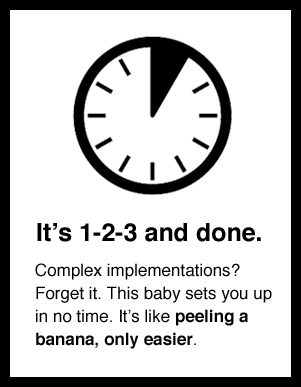 It’s 1-2-3 and done.
Complex implementations?
Forget it. This baby sets you up
in no time. It’s like peeling a
banana, only easier.